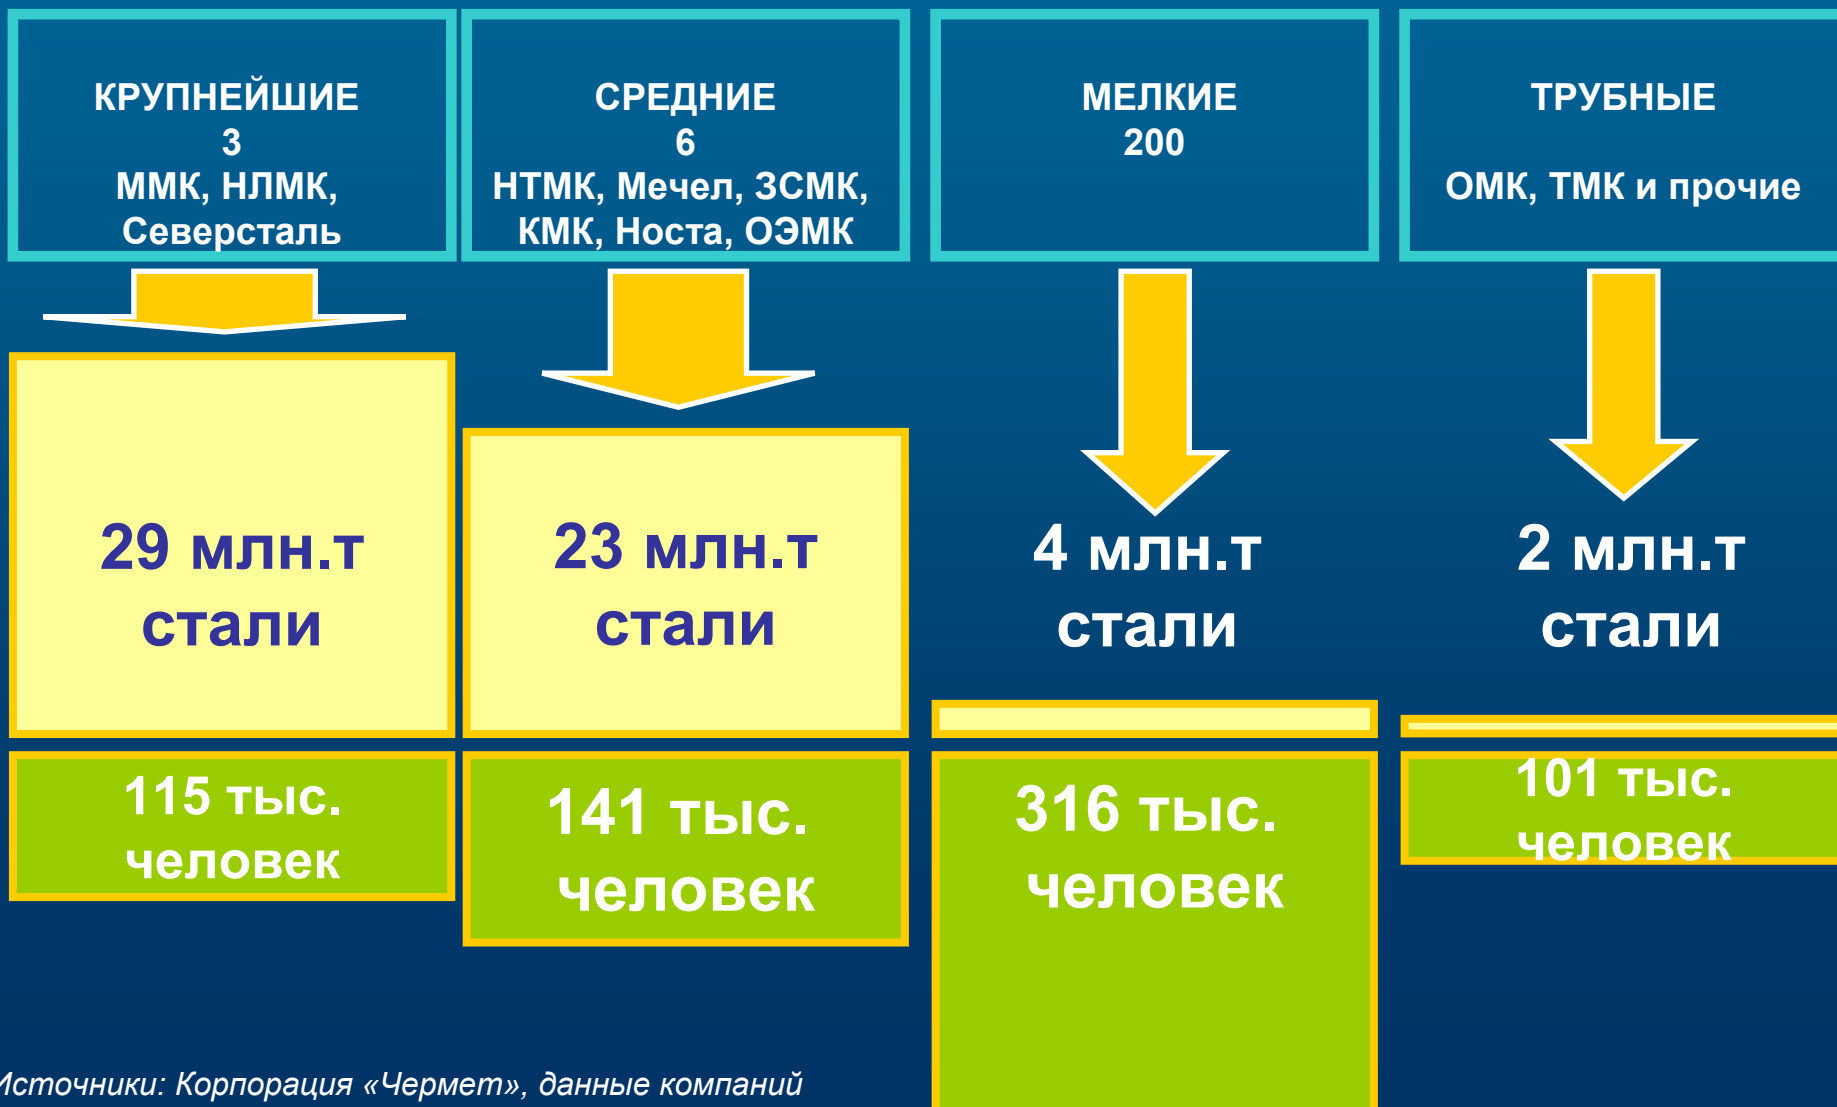 КРУПНЕЙШИЕ
3
ММК, НЛМК,
Северсталь
СРЕДНИЕ
6
НТМК, Мечел, ЗСМК,
КМК, Носта, ОЭМК
МЕЛКИЕ
200
ТРУБНЫЕ
ОМК, ТМК и прочие
29 млн.т
стали
23 млн.т
стали
4 млн.т
стали
2 млн.т
стали
115 тыс.
человек
141 тыс.
человек
316 тыс.
человек
101 тыс.
человек
Источники: Корпорация «Чермет», данные компаний